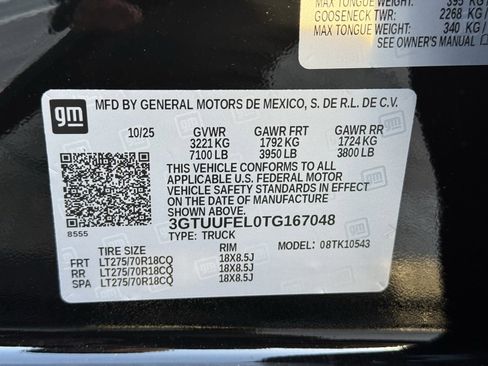 MAX TONGUE WEIGHT: 395 KG
GOOSENECK TWR: 2268 KG
MAX TONGUE WEIGHT: 340 KG
SEE OWNER'S MANUAL
gm
MFD BY GENERAL MOTORS DE MEXICO, S. DE R.L. DE C.V.
10/25 GVWR GAWR FRT GAWR RR
3221 KG 1792 KG 1724 KG
7100 LB 3950 LB 3800 LB
THIS VEHICLE CONFORMS TO ALL
APPLICABLE U.S. FEDERAL MOTOR
VEHICLE SAFETY STANDARDS IN EFFECT
ON THE DATE OF MANUFACTURE SHOWN
ABOVE.
3GTUUFEL0TG167048
8555 TYPE: TRUCK
TIRE SIZE RIM MODEL: 08TK10543
FRT LT275/70R18CQ 18X8.5J
RR LT275/70R18CQ 18X8.5J
SPA LT275/70R18CQ 18X8.5J